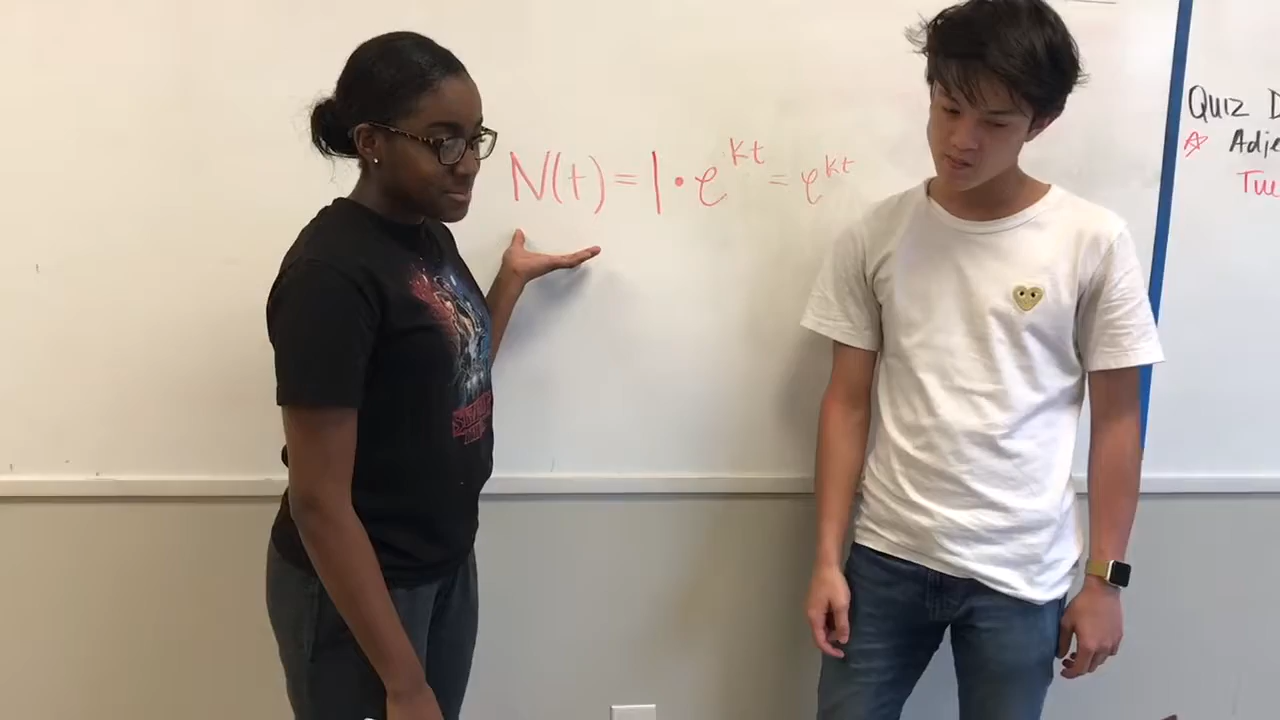 N(t) = 1 • e^kt = e^kt
Quiz
Adje
Tue